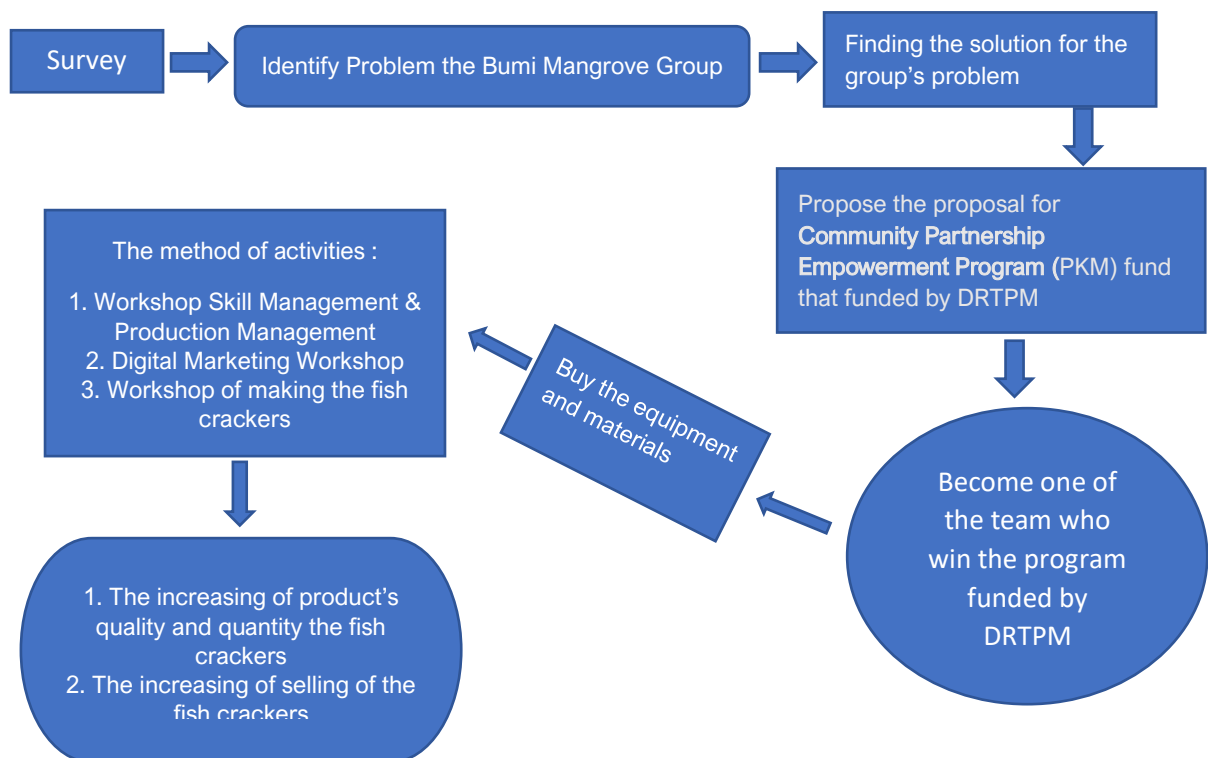 Survey
Identify Problem the Bumi Mangrove Group
Finding the solution for the
group’s problem
Propose the proposal for
Community Partnership
Empowerment Program (PKM) fund
that funded by DRTPM
Become one of
the team who
win the program
funded by
DRTPM
Buy the equipment
and materials
The method of activities :
1. Workshop Skill Management &
Production Management
2. Digital Marketing Workshop
3. Workshop of making the fish
crackers
1. The increasing of product’s
quality and quantity the fish
crackers
2. The increasing of selling of the
fish crackers